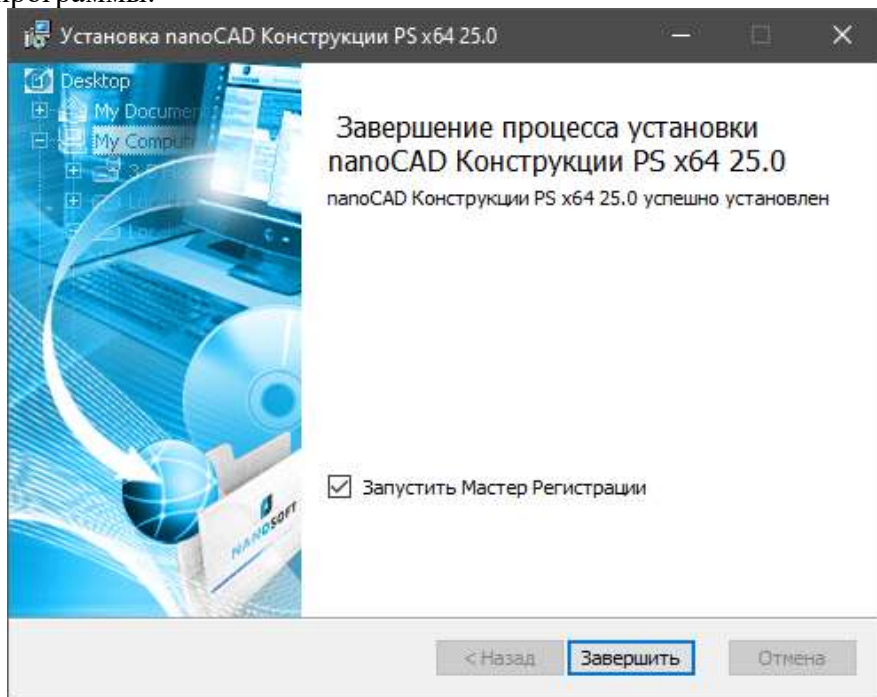 программы.
Установка nanoCAD Конструкции PS x64 25.0
Desktop
My Documen
My Comput
Завершение процесса установки
nanoCAD Конструкции PS x64 25.0
nanoCAD Конструкции PS x64 25.0 успешно установлен
Запустить Мастер Регистрации
NANOSOFT
< Назад Завершить Отмена